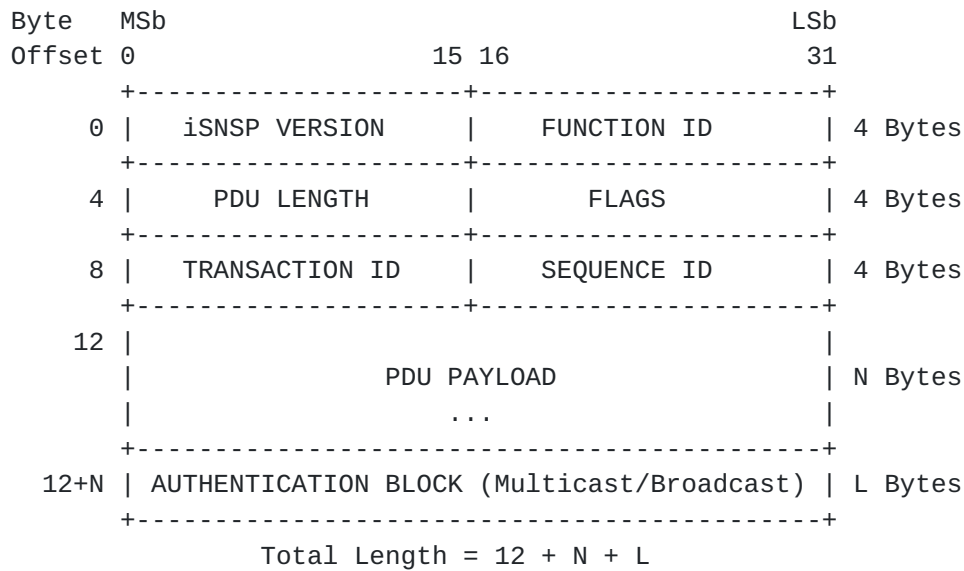 Byte   MSb                                        LSb
Offset 0                   15 16                   31
       +---------------------+----------------------+
     0 |   iSNSP VERSION     |    FUNCTION ID       | 4 Bytes
       +---------------------+----------------------+
     4 |     PDU LENGTH      |       FLAGS          | 4 Bytes
       +---------------------+----------------------+
     8 |   TRANSACTION ID    |    SEQUENCE ID       | 4 Bytes
       +---------------------+----------------------+
    12 |                                            |
       |                PDU PAYLOAD                 | N Bytes
       |                    ...                     |
       +--------------------------------------------+
  12+N | AUTHENTICATION BLOCK (Multicast/Broadcast) | L Bytes
       +--------------------------------------------+
                Total Length = 12 + N + L